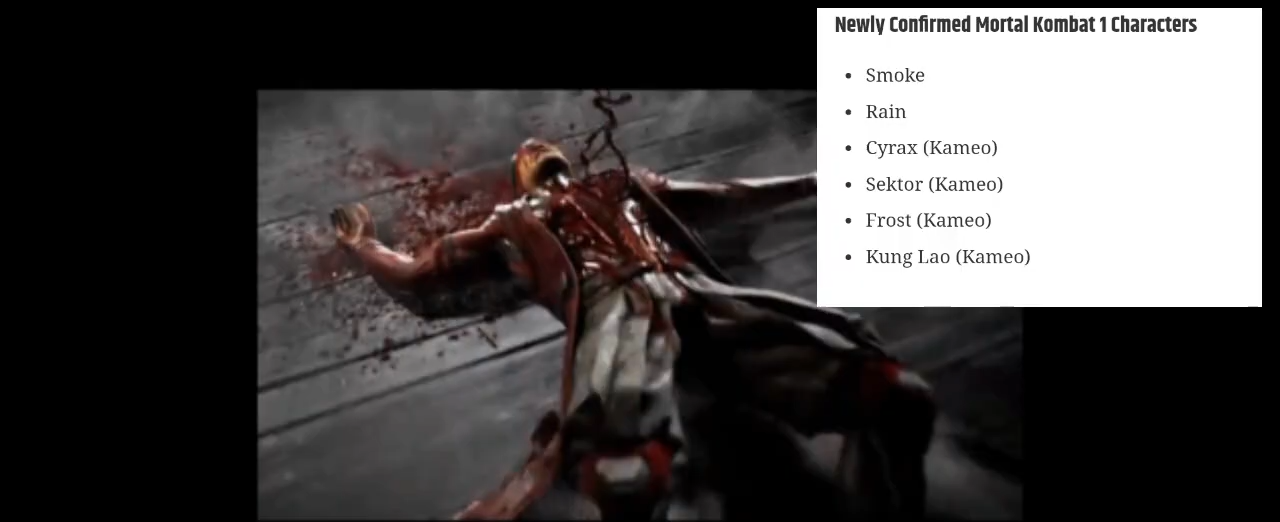 Newly Confirmed Mortal Kombat 1 Characters
Smoke
Rain
Cyrax (Kameo)
Sektor (Kameo)
Frost (Kameo)
Kung Lao (Kameo)